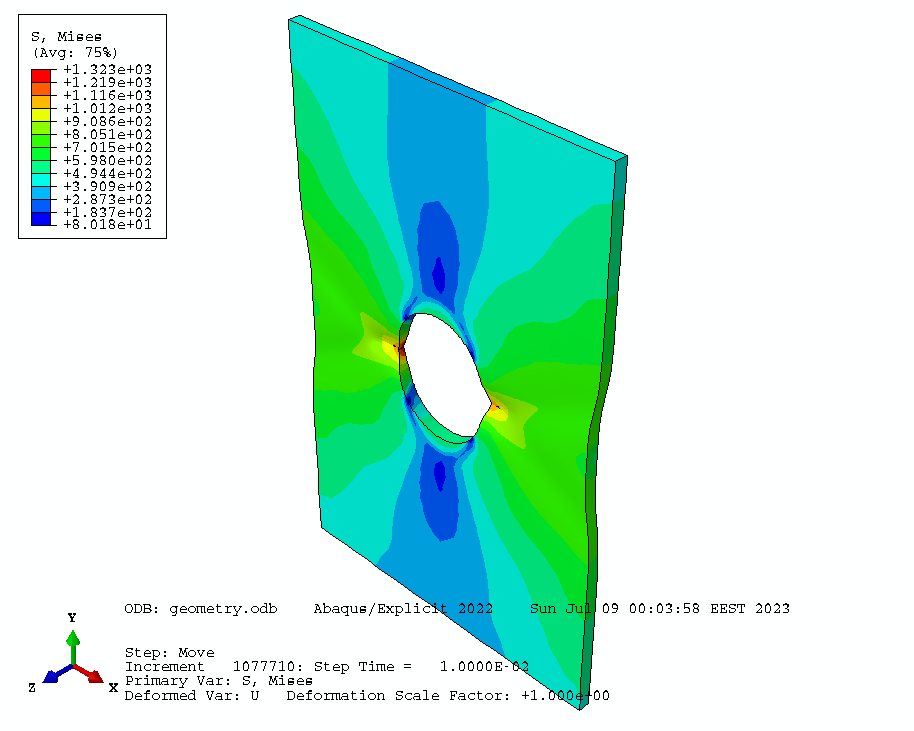 S, Mises
(Avg: 75%)
+1.323e+03
+1.219e+03
+1.116e+03
+1.012e+03
+9.086e+02
+8.051e+02
+7.015e+02
+5.980e+02
+4.944e+02
+3.909e+02
+2.873e+02
+1.837e+02
+8.018e+01
Y
Z
X
ODB: geometry.odb Abaqus/Explicit 2022 Sun Jul 09 00:03:58 EEST 2023
Step: Move
Increment 1077710: Step Time = 1.0000E-02
Primary Var: S, Mises
Deformed Var: U Deformation Scale Factor: +1.000e+00